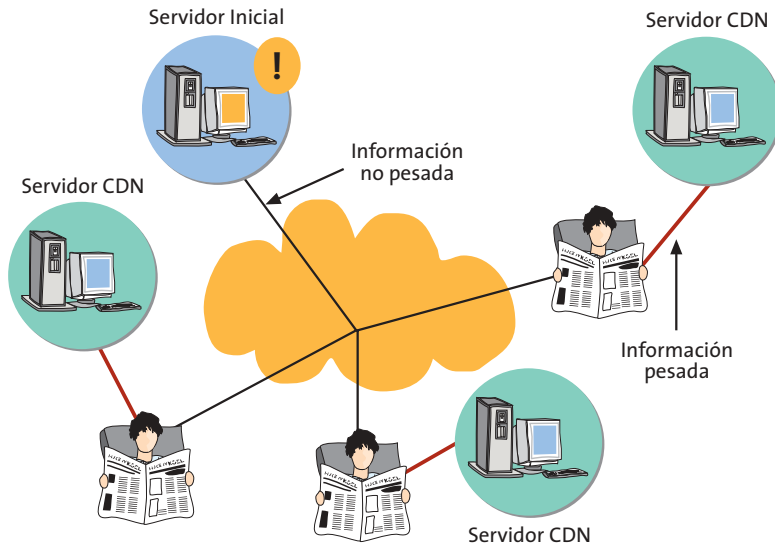 Servidor Inicial
!
Servidor CDN
Información
no pesada
Servidor CDN
Información
pesada
Servidor CDN